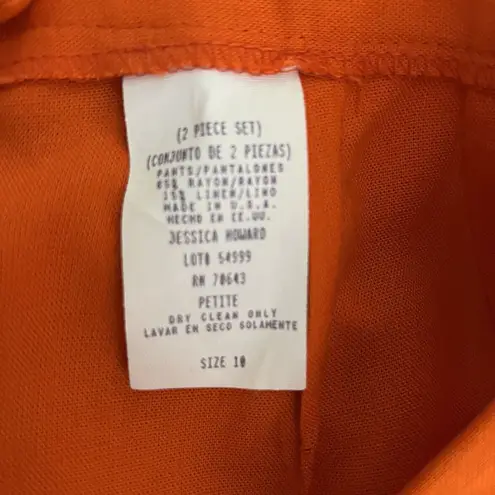 (2 PIECE SET)
(CONJUNTO DE 2 PIEZAS)
PANTS/PANTALONES
85% RAYON/RAYON
15% LINEN/LINO
MADE IN U.S.A.
HECHO EN EE.UU.
JESSICA HOWARD
LOT# 54999
RN 70643
PETITE
DRY CLEAN ONLY
LAVAR EN SECO SOLAMENTE
SIZE 10